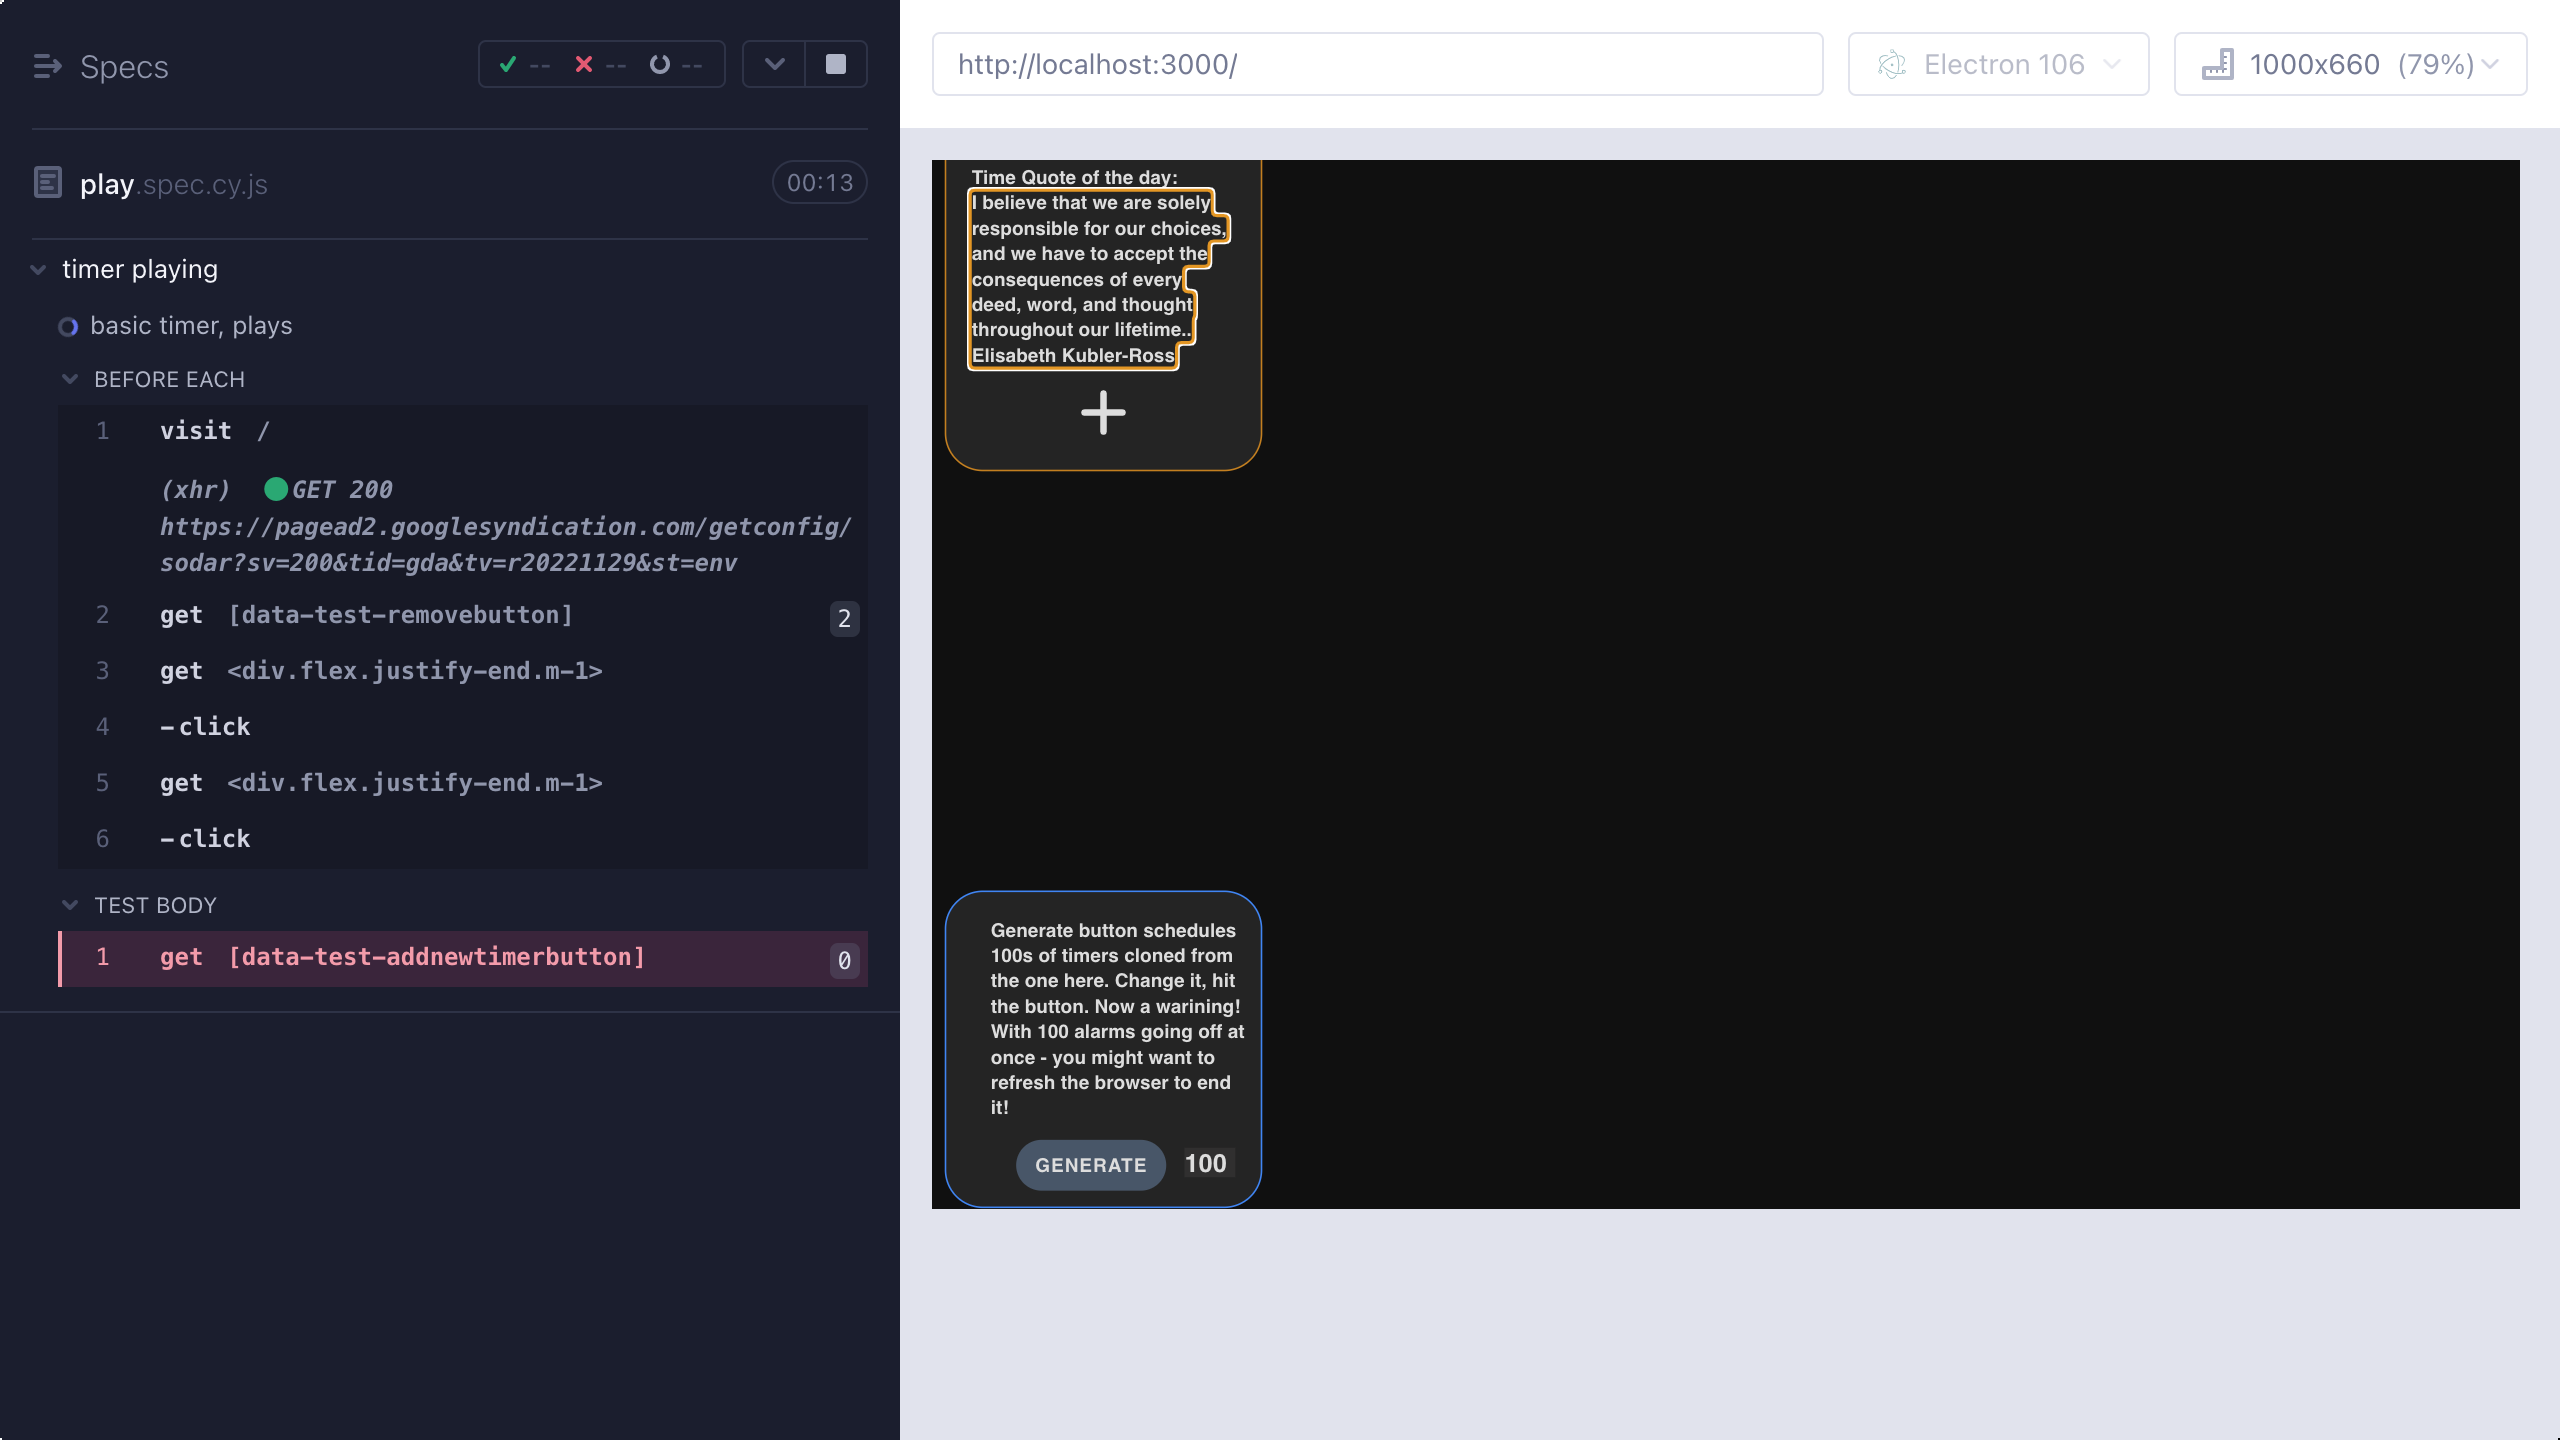 Specs
-- -- --
play.spec.cy.js
00:13
timer playing
basic timer, plays
BEFORE EACH
1 visit /
(xhr) GET 200
https://pagead2.googlesyndication.com/getconfig/
sodar?sv=200&tid=gda&tv=r20221129&st=env
2 get [data-test-removebutton] 2
3 get <div.flex.justify-end.m-1>
4 -click
5 get <div.flex.justify-end.m-1>
6 -click
TEST BODY
1 get [data-test-addnewtimerbutton] 0
http://localhost:3000/
Electron 106
1000x660 (79%)
Time Quote of the day:
I believe that we are solely
responsible for our choices,
and we have to accept the
consequences of every
deed, word, and thought
throughout our lifetime..
Elisabeth Kubler-Ross
Generate button schedules
100s of timers cloned from
the one here. Change it, hit
the button. Now a warining!
With 100 alarms going off at
once - you might want to
refresh the browser to end
it!
GENERATE 100